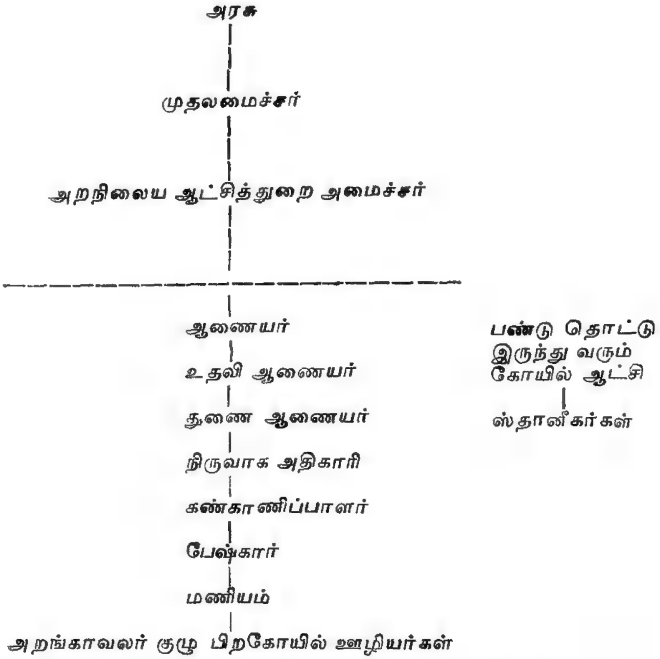 அரசு
முதலமைச்சர்
அறநிலைய ஆட்சித்துறை அமைச்சர்
ஆணையர்
உதவி ஆணையர்
துணை ஆணையர்
நிருவாக அதிகாரி
கண்காணிப்பாளர்
பேஷ்கார்
மணியம்
அறங்காவலர் குழு பிறகோயில் ஊழியர்கள்
பண்டு தொட்டு
இருந்து வரும்
கோயில் ஆட்சி
ஸ்தானீகர்கள்